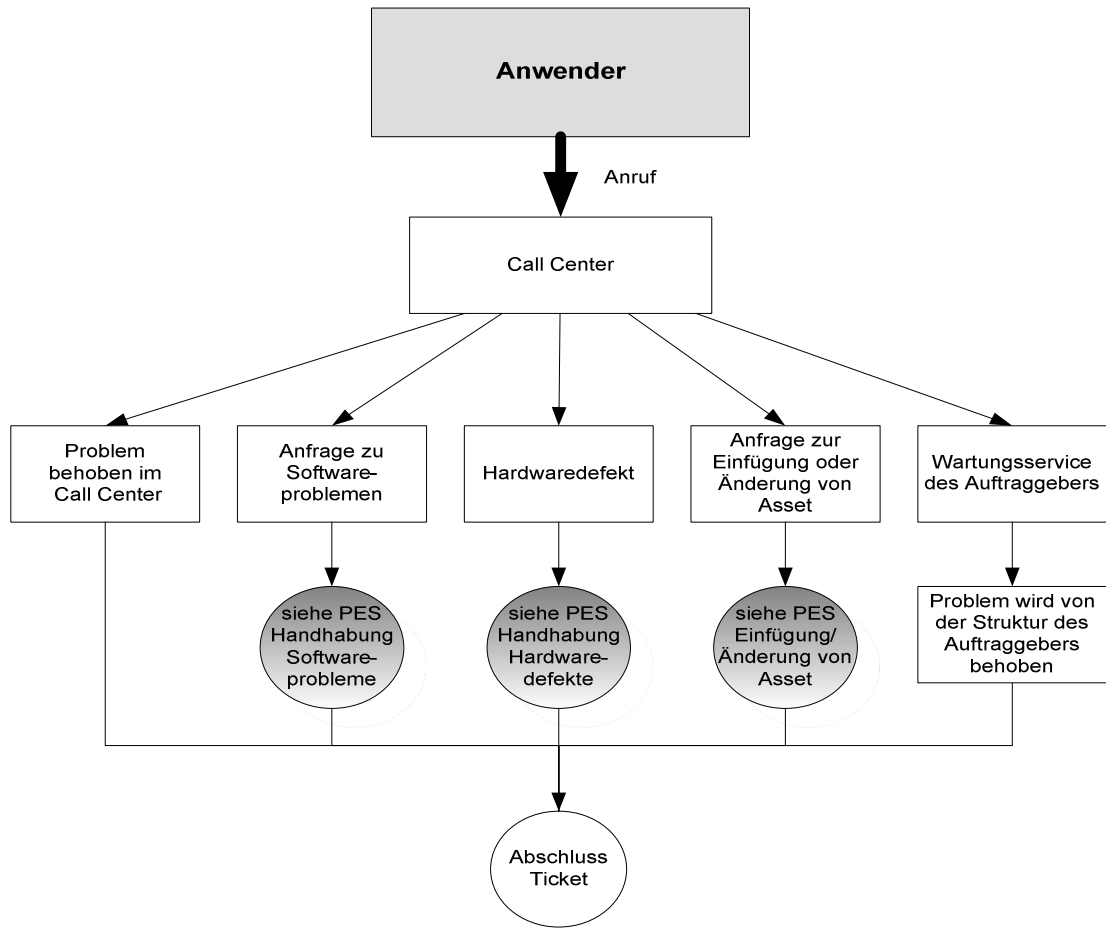 Anwender
Anruf
Call Center
Problem
behoben im
Call Center
Anfrage zu
Software-
problemen
Hardwaredefekt
Anfrage zur
Einfügung oder
Änderung von
Asset
Wartungsservice
des Auftraggebers
siehe PES
Handhabung
Software-
probleme
siehe PES
Handhabung
Hardware-
defekte
siehe PES
Einfügung/
Änderung von
Asset
Problem wird von
der Struktur des
Auftraggebers
behoben
Abschluss
Ticket